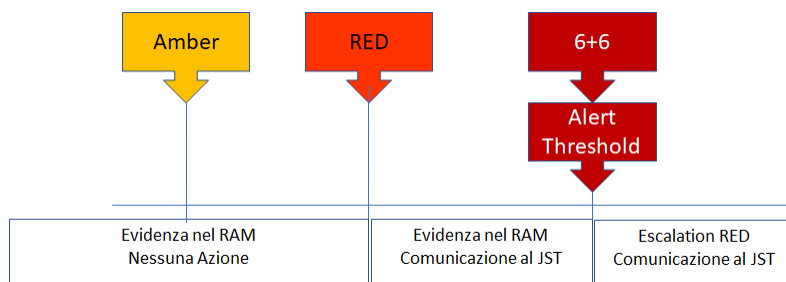 Amber
RED
6+6
Alert
Threshold
Evidenza nel RAM
Nessuna Azione
Evidenza nel RAM
Comunicazione al JST
Escalation RED
Comunicazione al JST